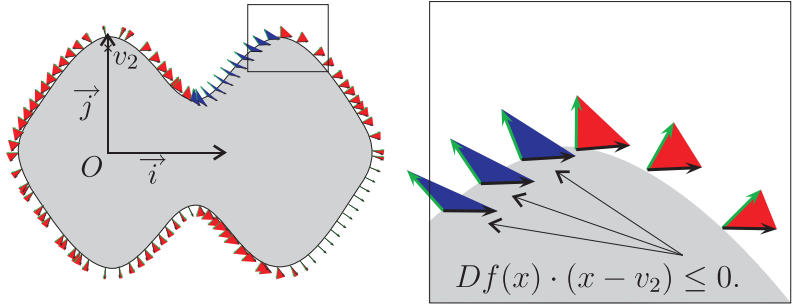 v₂
→j
O
→i
Df(x) · (x − v₂) ≤ 0.